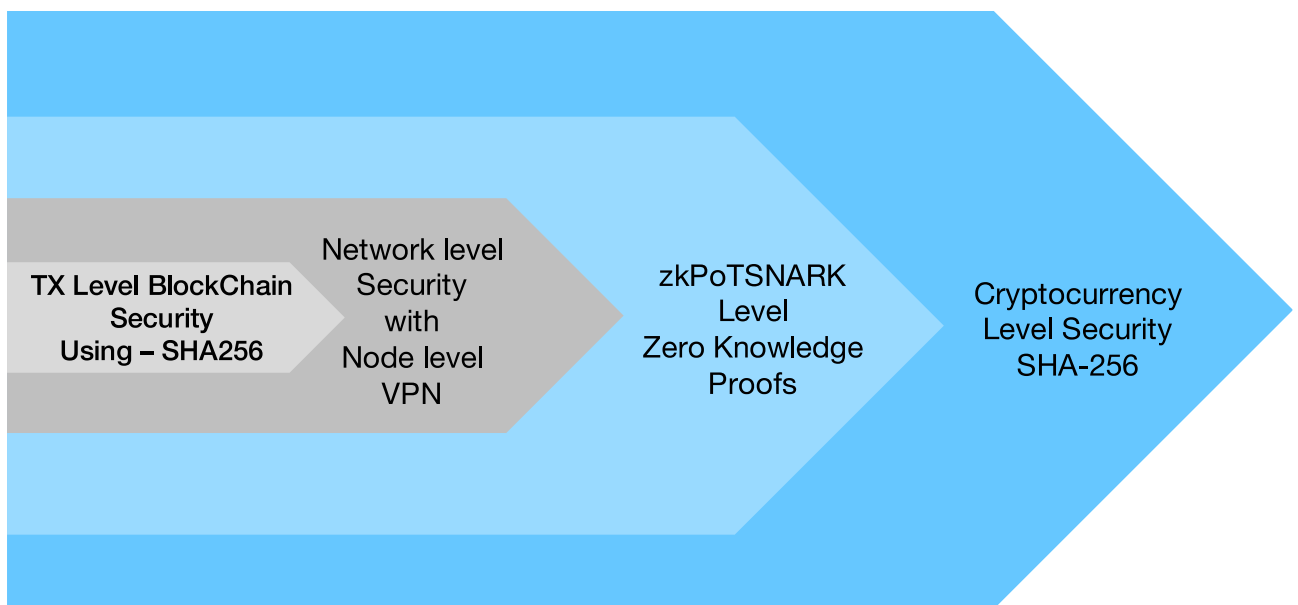 TX Level BlockChain
Security
Using – SHA256
Network level
Security
with
Node level
VPN
zkPoTSNARK
Level
Zero Knowledge
Proofs
Cryptocurrency
Level Security
SHA-256